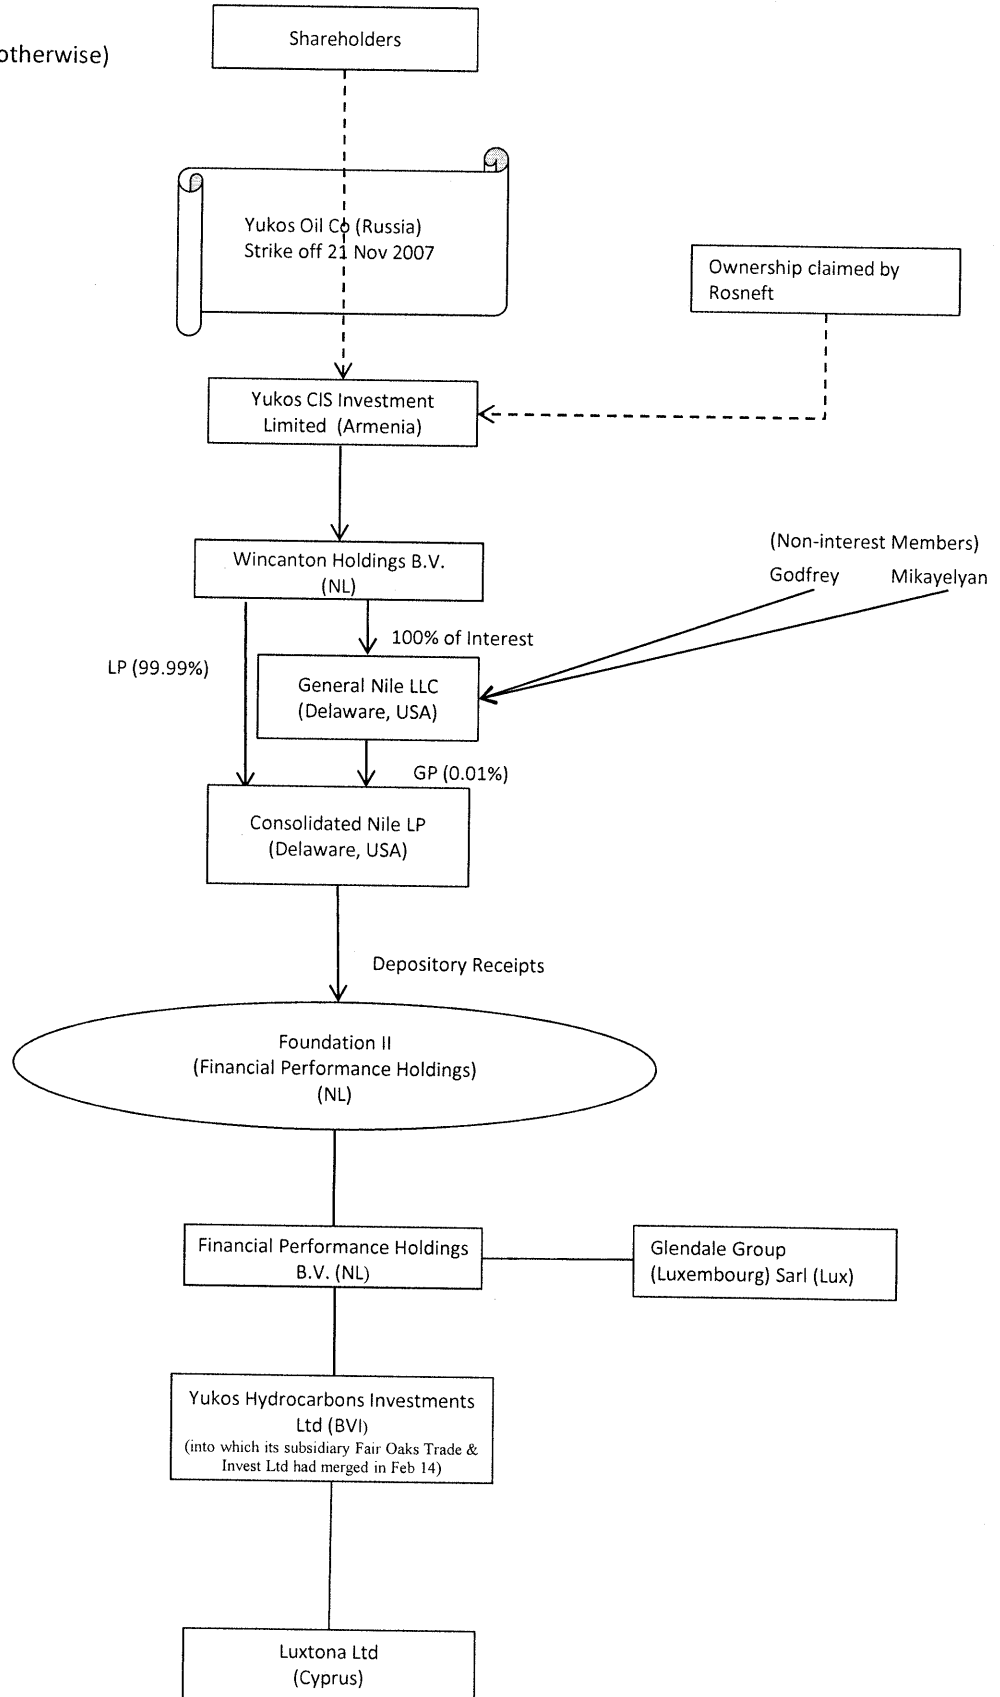 Shareholders
otherwise)
Yukos Oil Co (Russia)
Strike off 21 Nov 2007
Ownership claimed by
Rosneft
Yukos CIS Investment
Limited (Armenia)
(Non-interest Members)
Godfrey Mikayelyan
Wincanton Holdings B.V.
(NL)
100% of Interest
LP (99.99%)
General Nile LLC
(Delaware, USA)
GP (0.01%)
Consolidated Nile LP
(Delaware, USA)
Depository Receipts
Foundation II
(Financial Performance Holdings)
(NL)
Financial Performance Holdings
B.V. (NL)
Glendale Group
(Luxembourg) Sarl (Lux)
Yukos Hydrocarbons Investments
Ltd (BVI)
(into which its subsidiary Fair Oaks Trade &
Invest Ltd had merged in Feb 14)
Luxtona Ltd
(Cyprus)